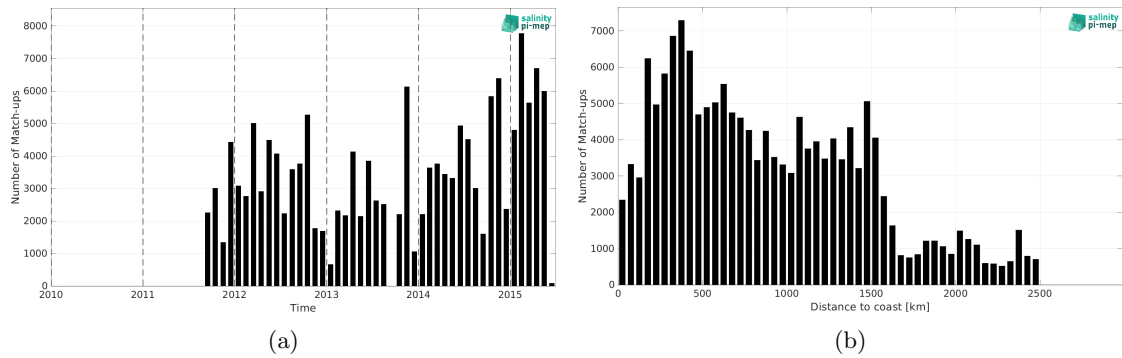 salinity
pi-mep
8000
7000
6000
5000
4000
3000
2000
1000
0
Number of Match-ups
2010
2011
2012
2013
2014
2015
Time
(a)
salinity
pi-mep
7000
6000
5000
4000
3000
2000
1000
0
Number of Match-ups
0
500
1000
1500
2000
2500
Distance to coast [km]
(b)